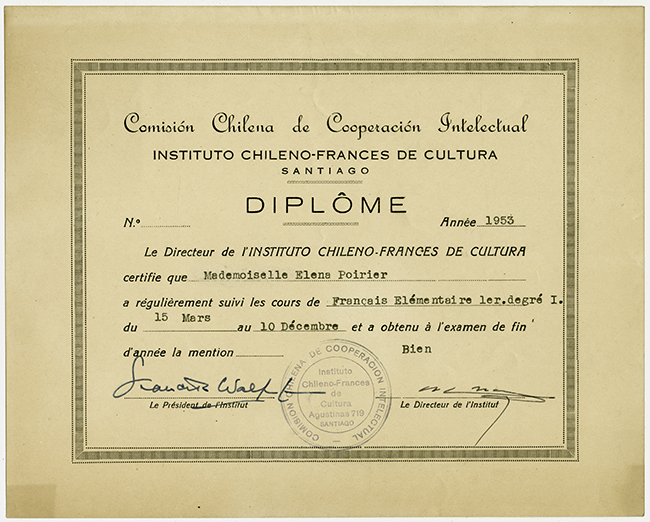 Comisión Chilena de Cooperación Intelectual
INSTITUTO CHILENO-FRANCES DE CULTURA
SANTIAGO
DIPLÔME
N.º Année 1953
Le Directeur de l'INSTITUTO CHILENO-FRANCES DE CULTURA
certifie que Mademoiselle Elena Poirier
a régulièrement suivi les cours de Français Elémentaire 1er.degré I.
du 15 Mars au 10 Décembre et a obtenu à l'examen de fin
d'année la mention Bien
Le Président de l'Institut Le Directeur de l'Institut
COMISION CHILENA DE COOPERACION INTELECTUAL
Instituto
Chileno-Frances
de
Cultura
Agustinas 719
SANTIAGO